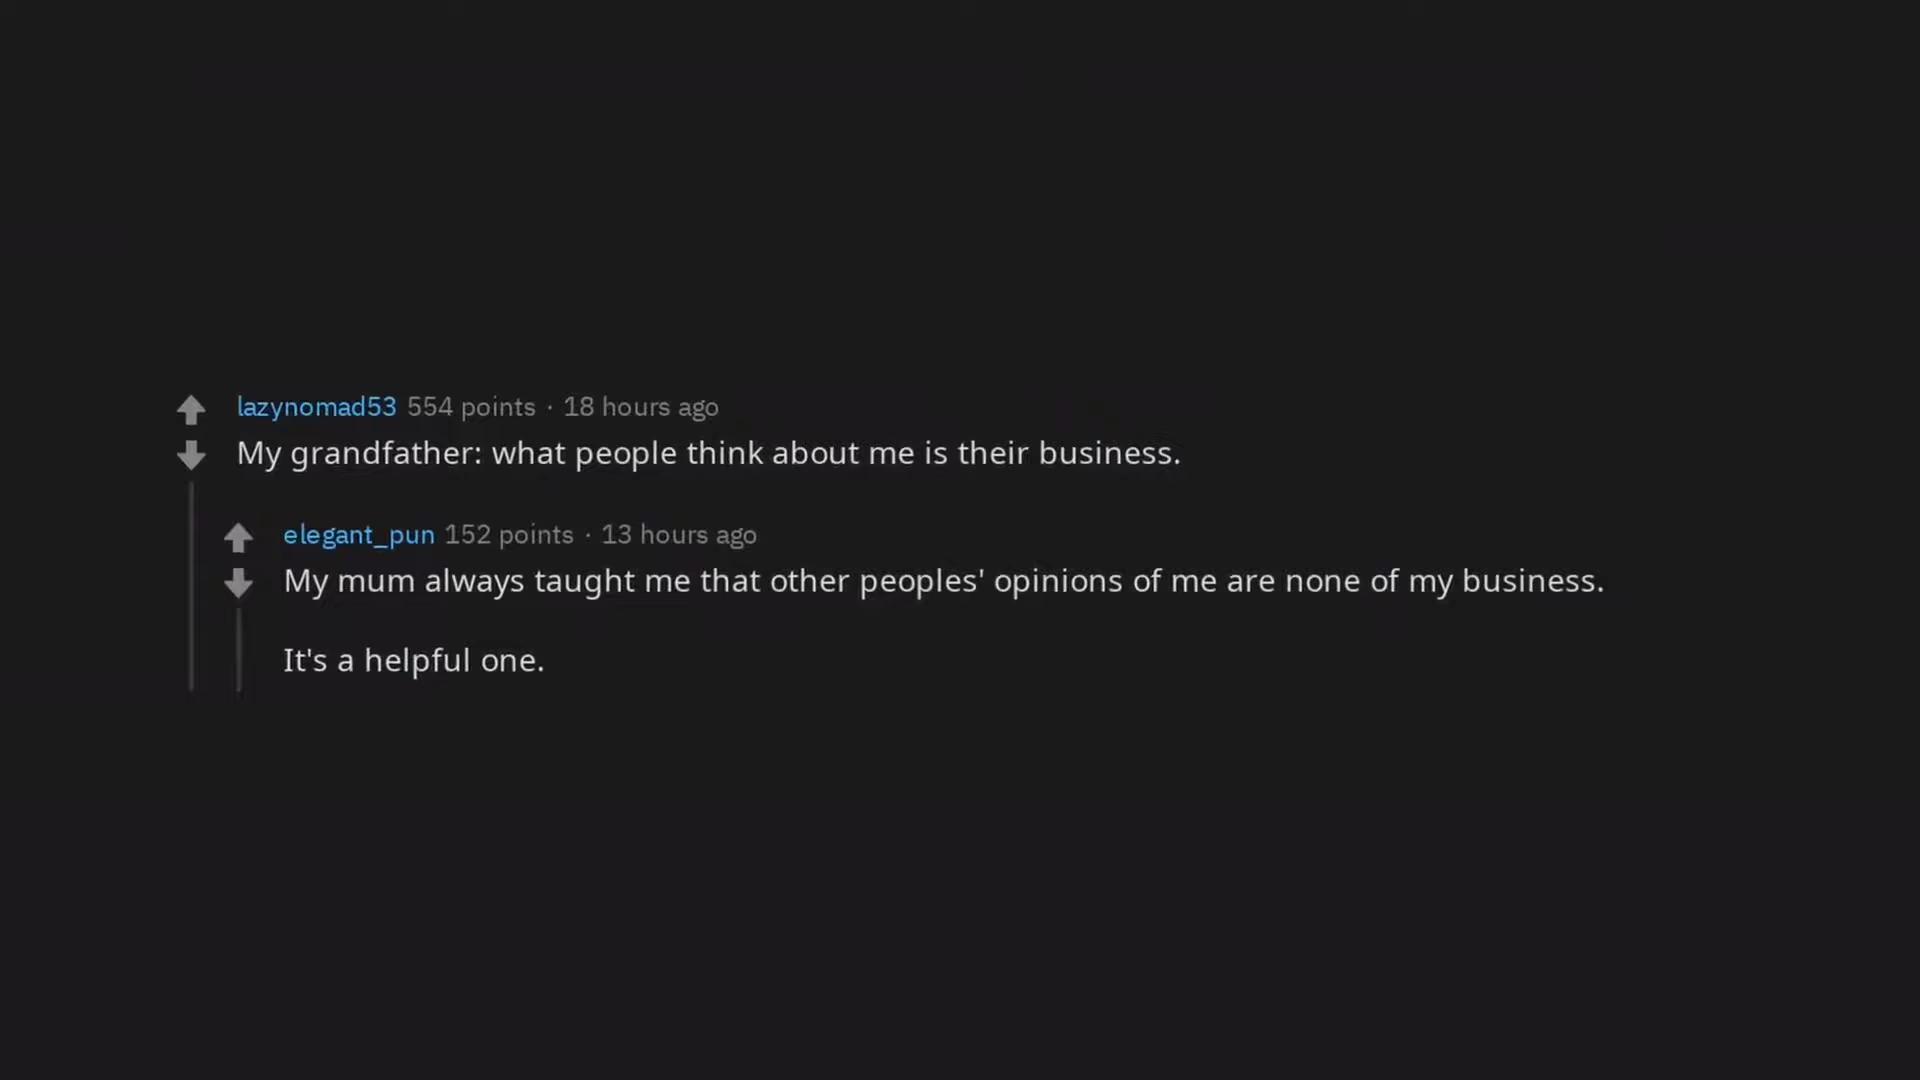 lazynomad53 554 points · 18 hours ago
My grandfather: what people think about me is their business.
elegant_pun 152 points · 13 hours ago
My mum always taught me that other peoples' opinions of me are none of my business.
It's a helpful one.